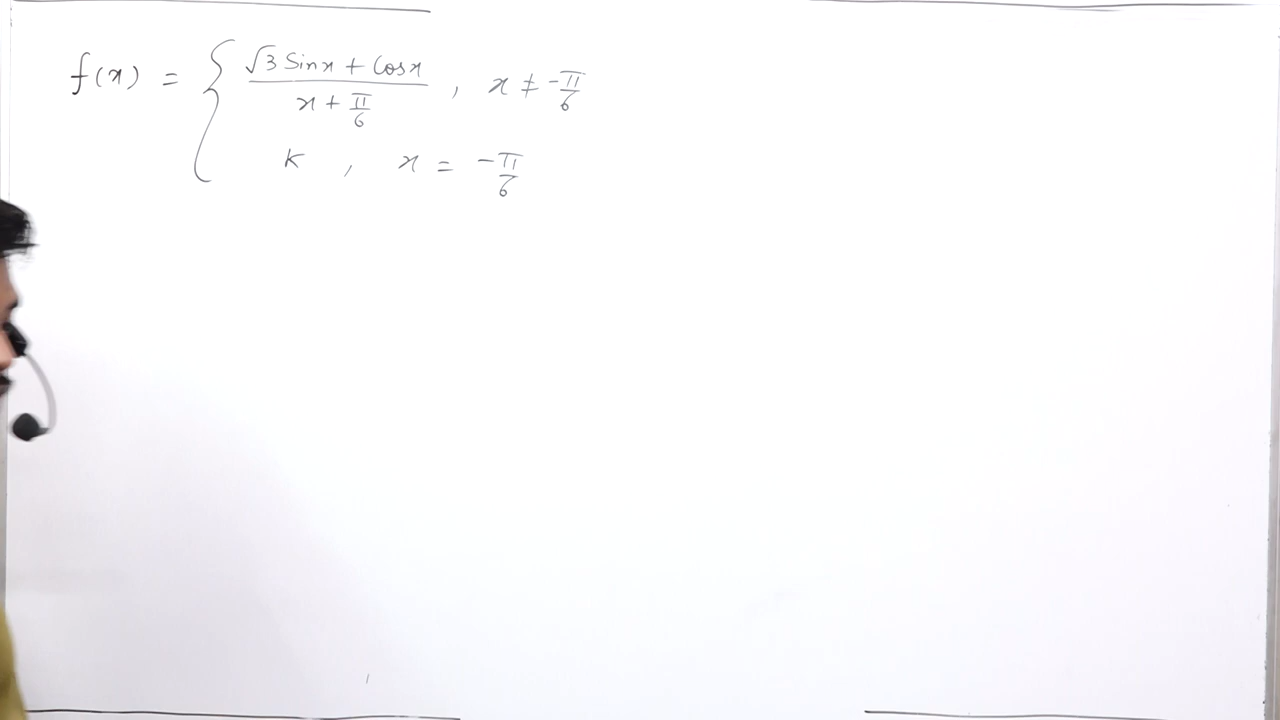 f(x) = { (√3 Sinx + Cosx) / (x + π/6) , x ≠ -π/6
k , x = -π/6